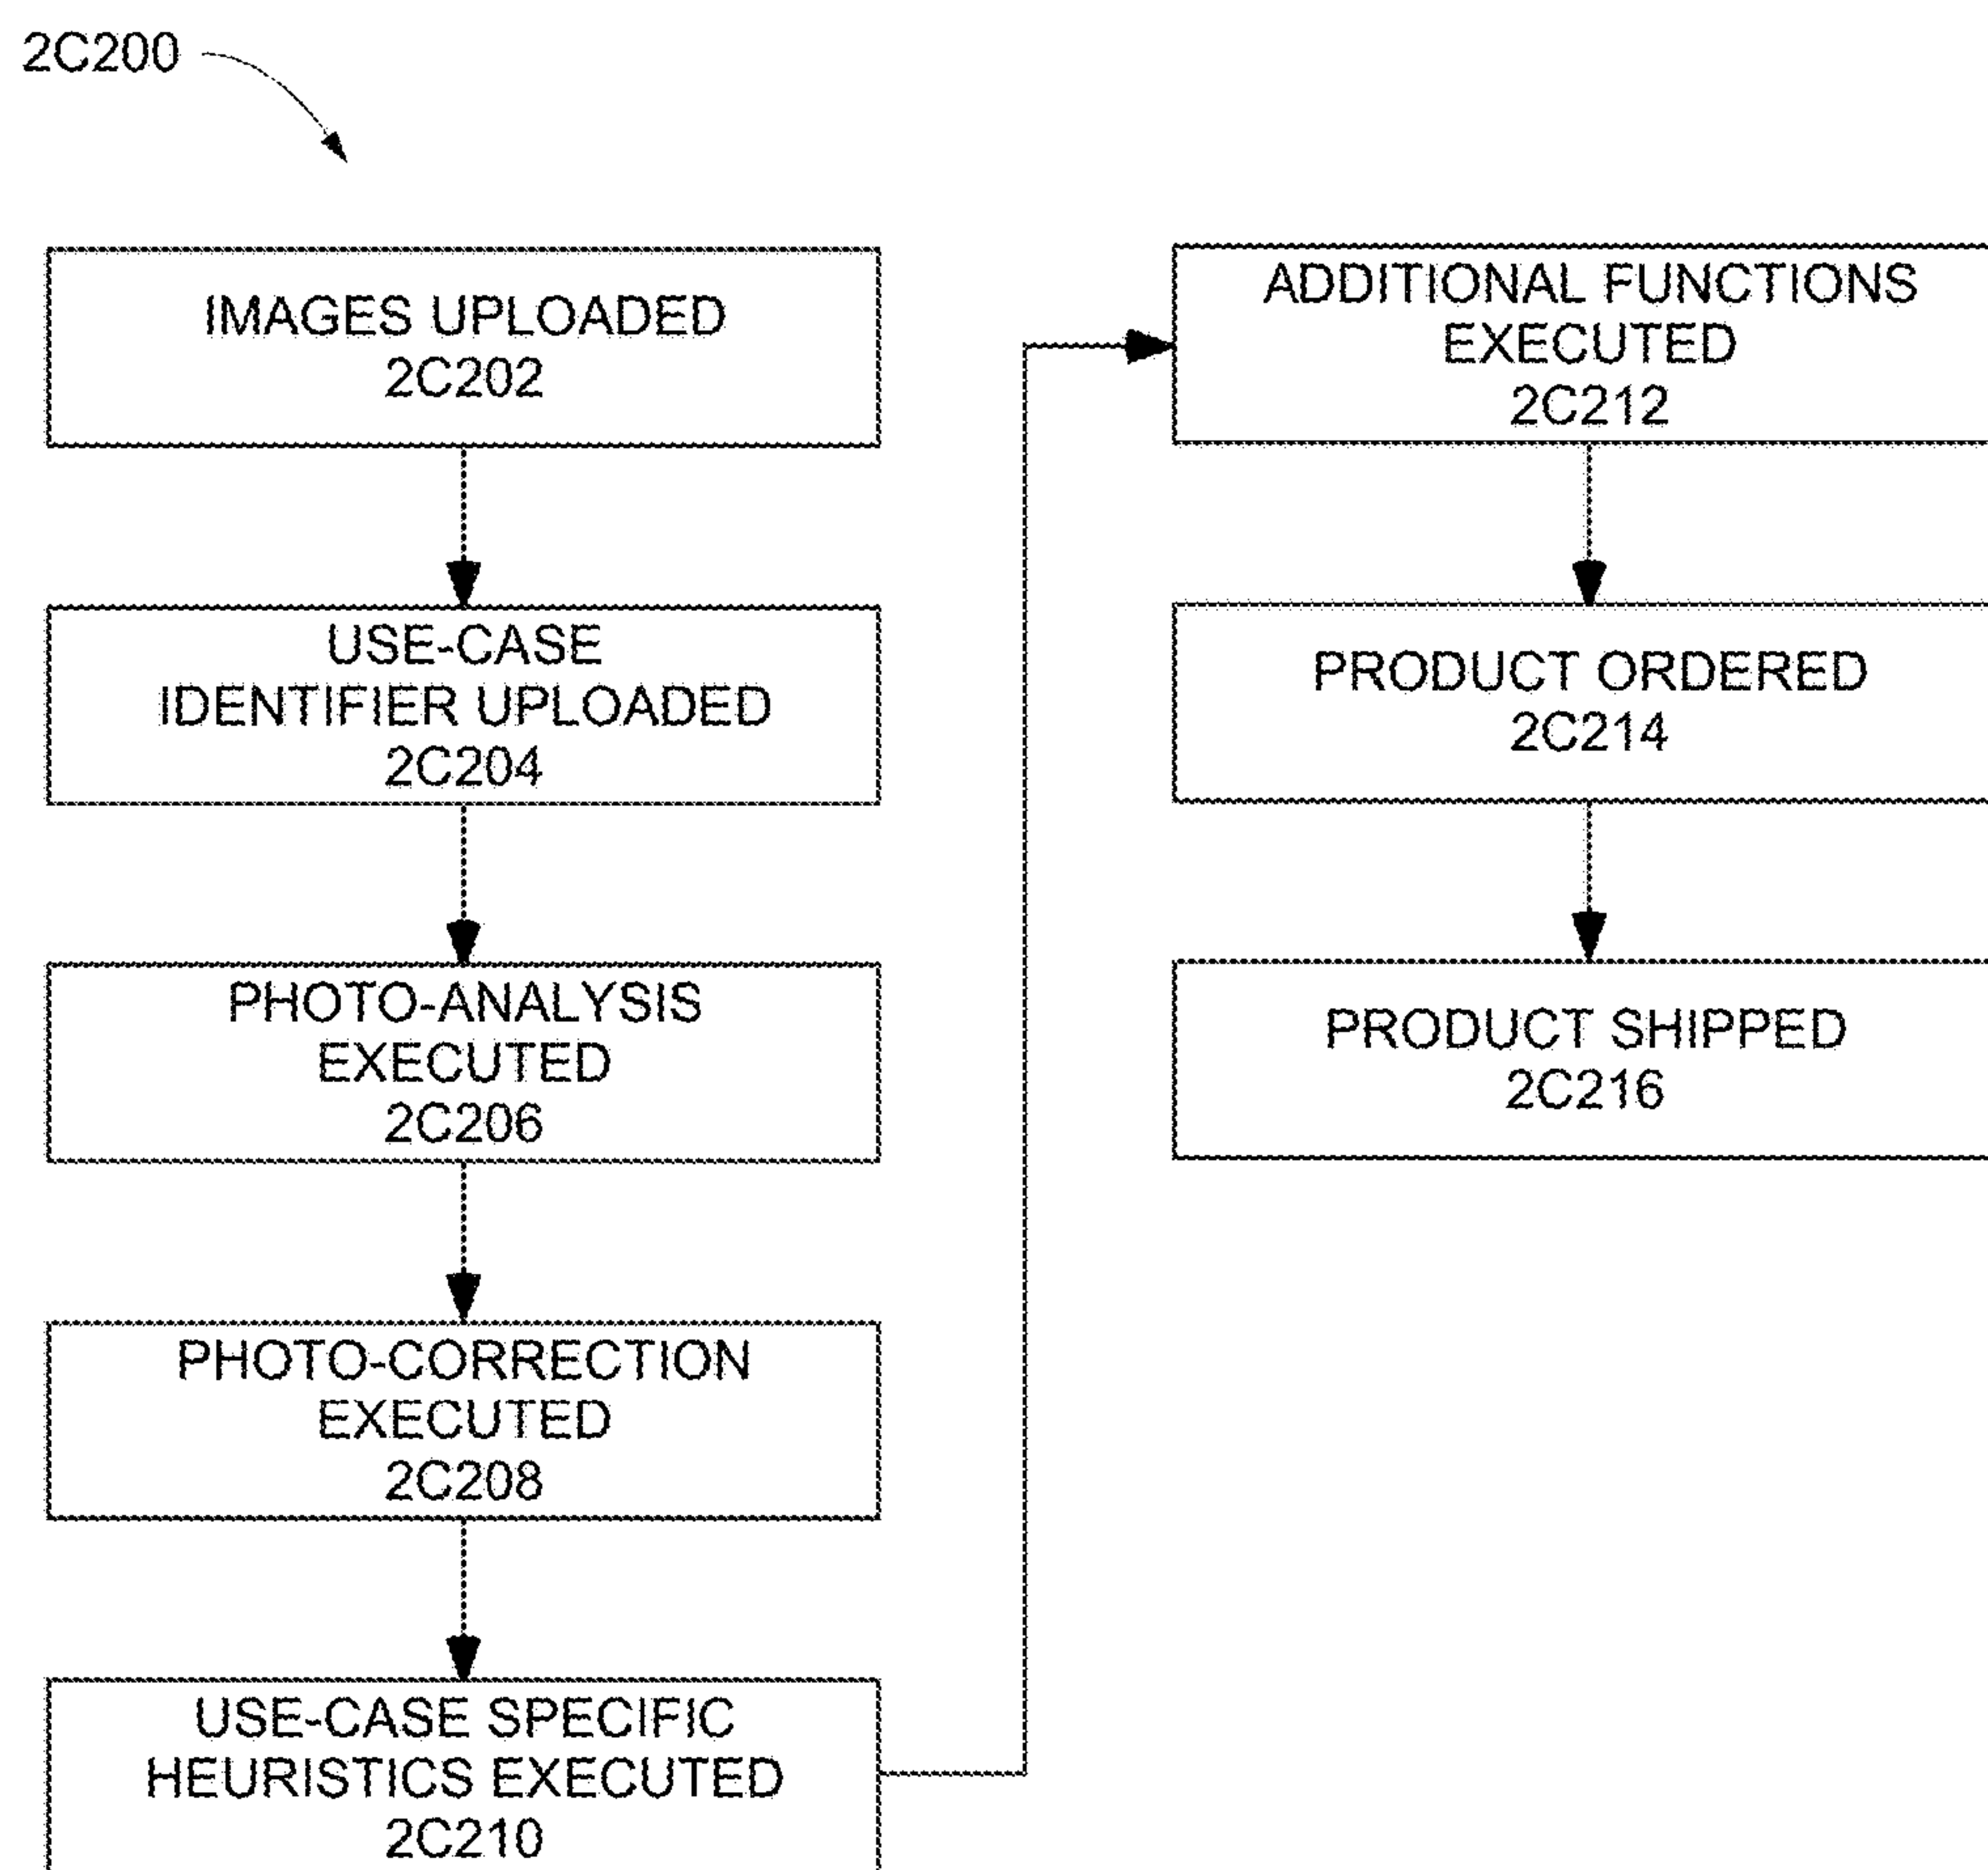 2C200
IMAGES UPLOADED
2C202
USE-CASE
IDENTIFIER UPLOADED
2C204
PHOTO-ANALYSIS
EXECUTED
2C206
PHOTO-CORRECTION
EXECUTED
2C208
USE-CASE SPECIFIC
HEURISTICS EXECUTED
2C210
ADDITIONAL FUNCTIONS
EXECUTED
2C212
PRODUCT ORDERED
2C214
PRODUCT SHIPPED
2C216